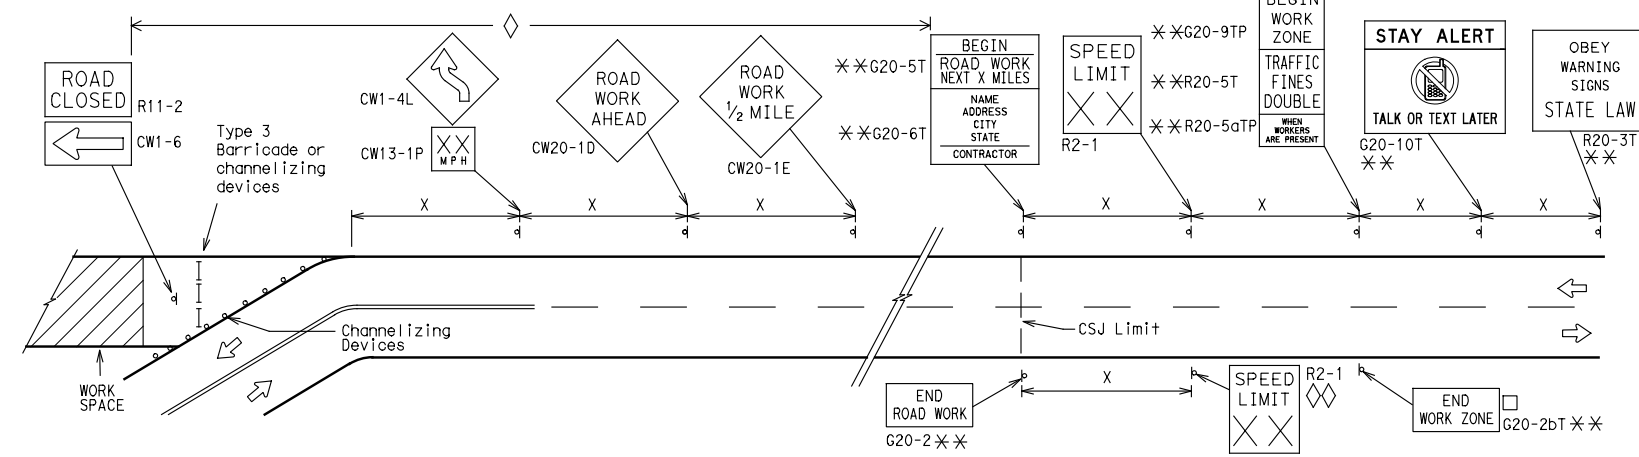 ROAD
CLOSED
R11-2
CW1-6
Type 3
Barricade or
channelizing
devices
CW1-4L
CW13-1P
XX
MPH
ROAD
WORK
AHEAD
CW20-1D
ROAD
WORK
1/2 MILE
CW20-1E
**G20-5T
**G20-6T
BEGIN
ROAD WORK
NEXT X MILES
NAME
ADDRESS
CITY
STATE
CONTRACTOR
SPEED
LIMIT
XX
R2-1
**G20-9TP
**R20-5T
**R20-5aTP
BEGIN
WORK
ZONE
TRAFFIC
FINES
DOUBLE
WHEN
WORKERS
ARE PRESENT
STAY ALERT
TALK OR TEXT LATER
G20-10T
**
OBEY
WARNING
SIGNS
STATE LAW
R20-3T
**
X X X X X X X
Channelizing
Devices
CSJ Limit
WORK
SPACE
END
ROAD WORK
G20-2**
X
SPEED
LIMIT
XX
R2-1
END
WORK ZONE
G20-2bT**